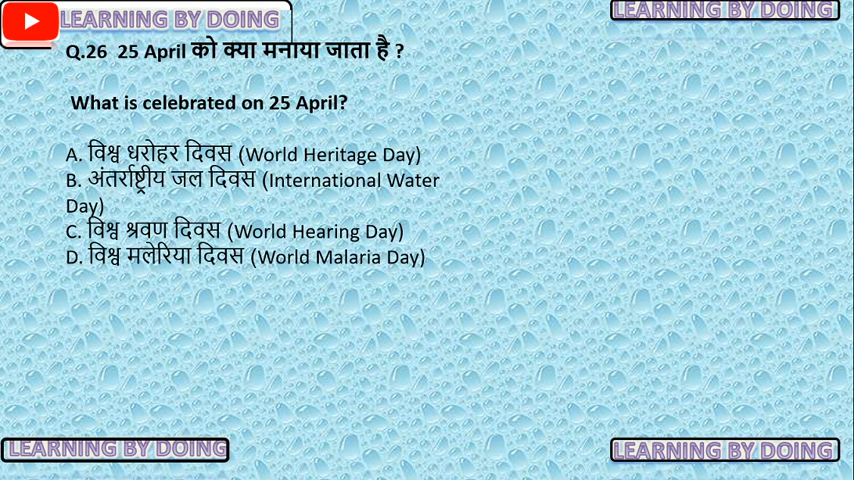 LEARNING BY DOING
LEARNING BY DOING
Q.26 25 April को क्या मनाया जाता है ?
What is celebrated on 25 April?
A. विश्व धरोहर दिवस (World Heritage Day)
B. अंतर्राष्ट्रीय जल दिवस (International Water
Day)
C. विश्व श्रवण दिवस (World Hearing Day)
D. विश्व मलेरिया दिवस (World Malaria Day)
LEARNING BY DOING
LEARNING BY DOING